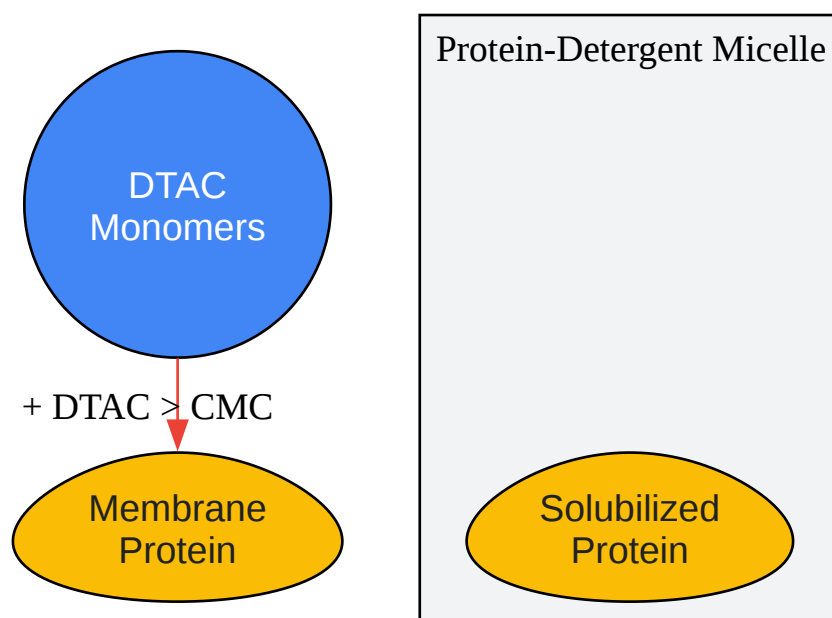 Protein-Detergent Micelle
DTAC
Monomers
+ DTAC > CMC
Membrane
Protein
Solubilized
Protein